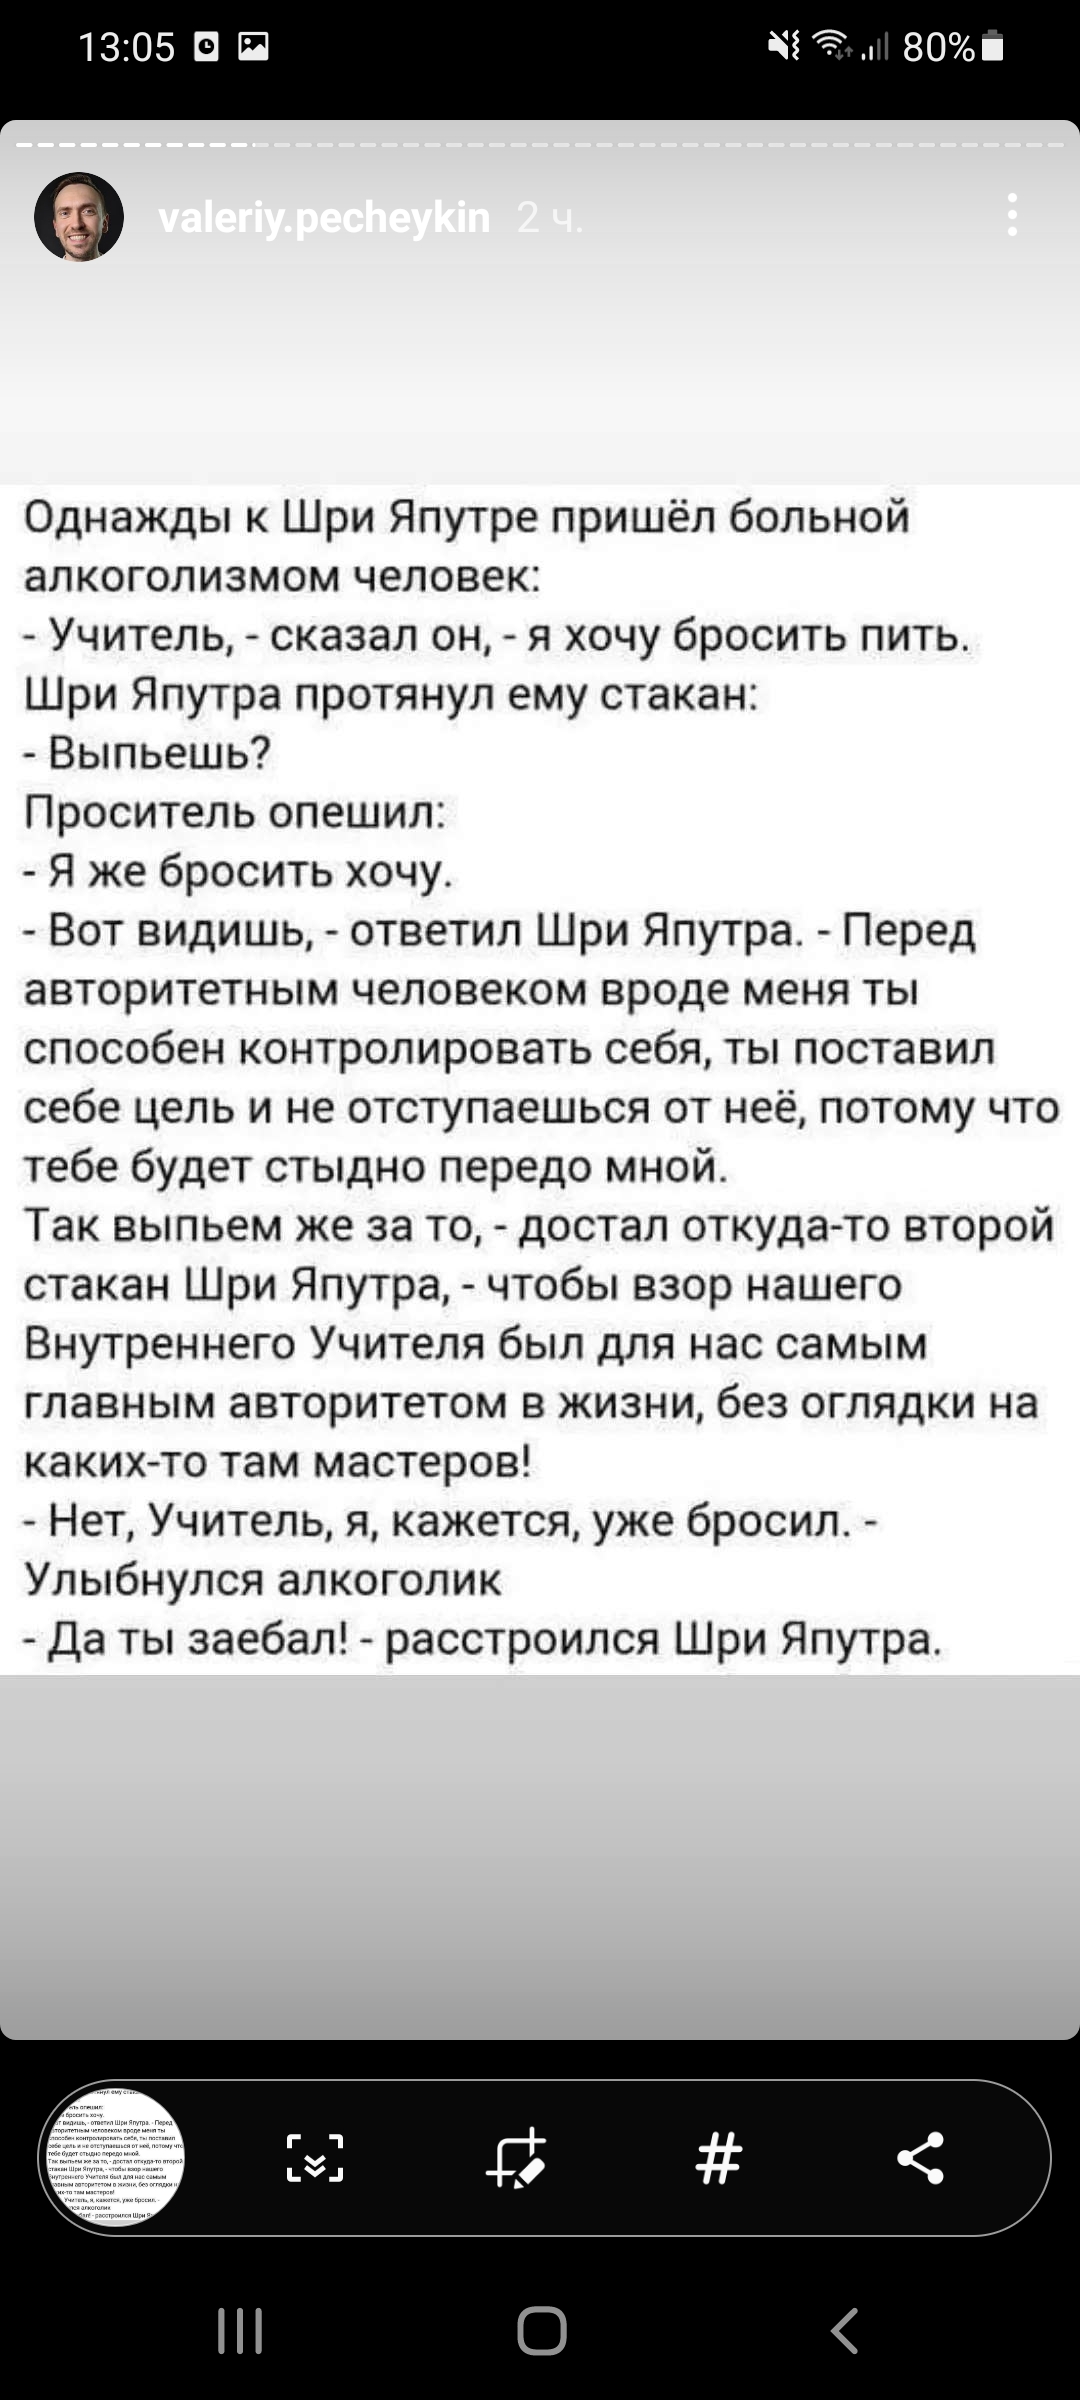 13:05
80%
valeriy.pecheykin 2 ч.
Однажды к Шри Япутре пришёл больной
алкоголизмом человек:
- Учитель, - сказал он, - я хочу бросить пить.
Шри Япутра протянул ему стакан:
- Выпьешь?
Проситель опешил:
- Я же бросить хочу.
- Вот видишь, - ответил Шри Япутра. - Перед
авторитетным человеком вроде меня ты
способен контролировать себя, ты поставил
себе цель и не отступаешься от неё, потому что
тебе будет стыдно передо мной.
Так выпьем же за то, - достал откуда-то второй
стакан Шри Япутра, - чтобы взор нашего
Внутреннего Учителя был для нас самым
главным авторитетом в жизни, без оглядки на
каких-то там мастеров!
- Нет, Учитель, я, кажется, уже бросил. -
Улыбнулся алкоголик
- Да ты заебал! - расстроился Шри Япутра.